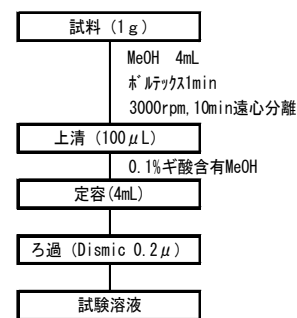 試料（１ｇ）
MeOH 4mL
ﾎﾞﾙﾃｯｸｽ1min
3000rpm,10min遠心分離
上清（100μL）
0.1%ギ酸含有MeOH
定容(4mL)
ろ過（Dismic 0.2μ）
試験溶液